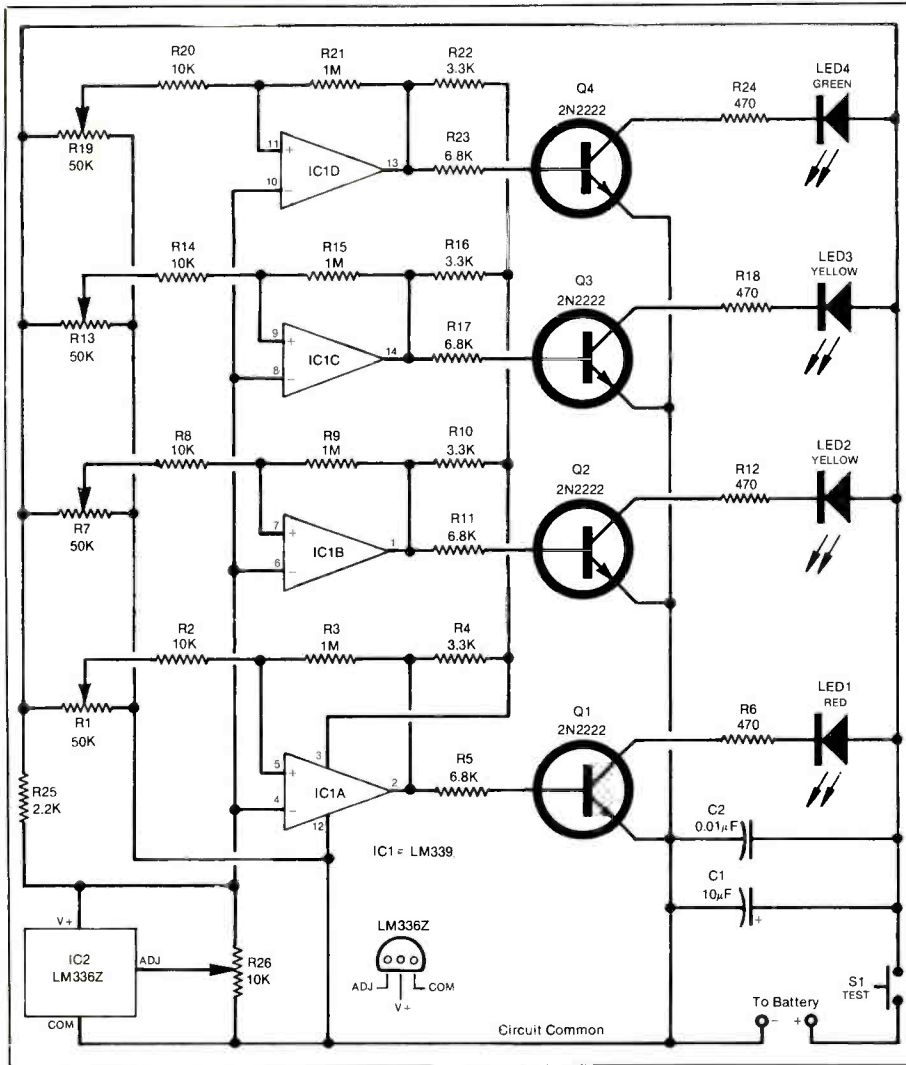 R20
10K
R21
1M
R22
3.3K
Q4
2N2222
R24
470
LED4
GREEN
R19
50K
11
+
10
−
IC1D
13
R23
6.8K
R14
10K
R15
1M
R16
3.3K
Q3
2N2222
R18
470
LED3
YELLOW
R13
50K
9
+
8
−
IC1C
14
R17
6.8K
R8
10K
R9
1M
R10
3.3K
Q2
2N2222
R12
470
LED2
YELLOW
R7
50K
7
+
6
−
IC1B
1
R11
6.8K
R2
10K
R3
1M
R4
3.3K
Q1
2N2222
R6
470
LED1
RED
R1
50K
5
+
4
−
3
IC1A
2
12
R5
6.8K
R25
2.2K
IC1 = LM339
C2
0.01µF
C1
10µF
+
V+
IC2
LM336Z
ADJ
COM
R26
10K
LM336Z
ADJ
COM
V+
S1
TEST
To Battery
- +
Circuit Common